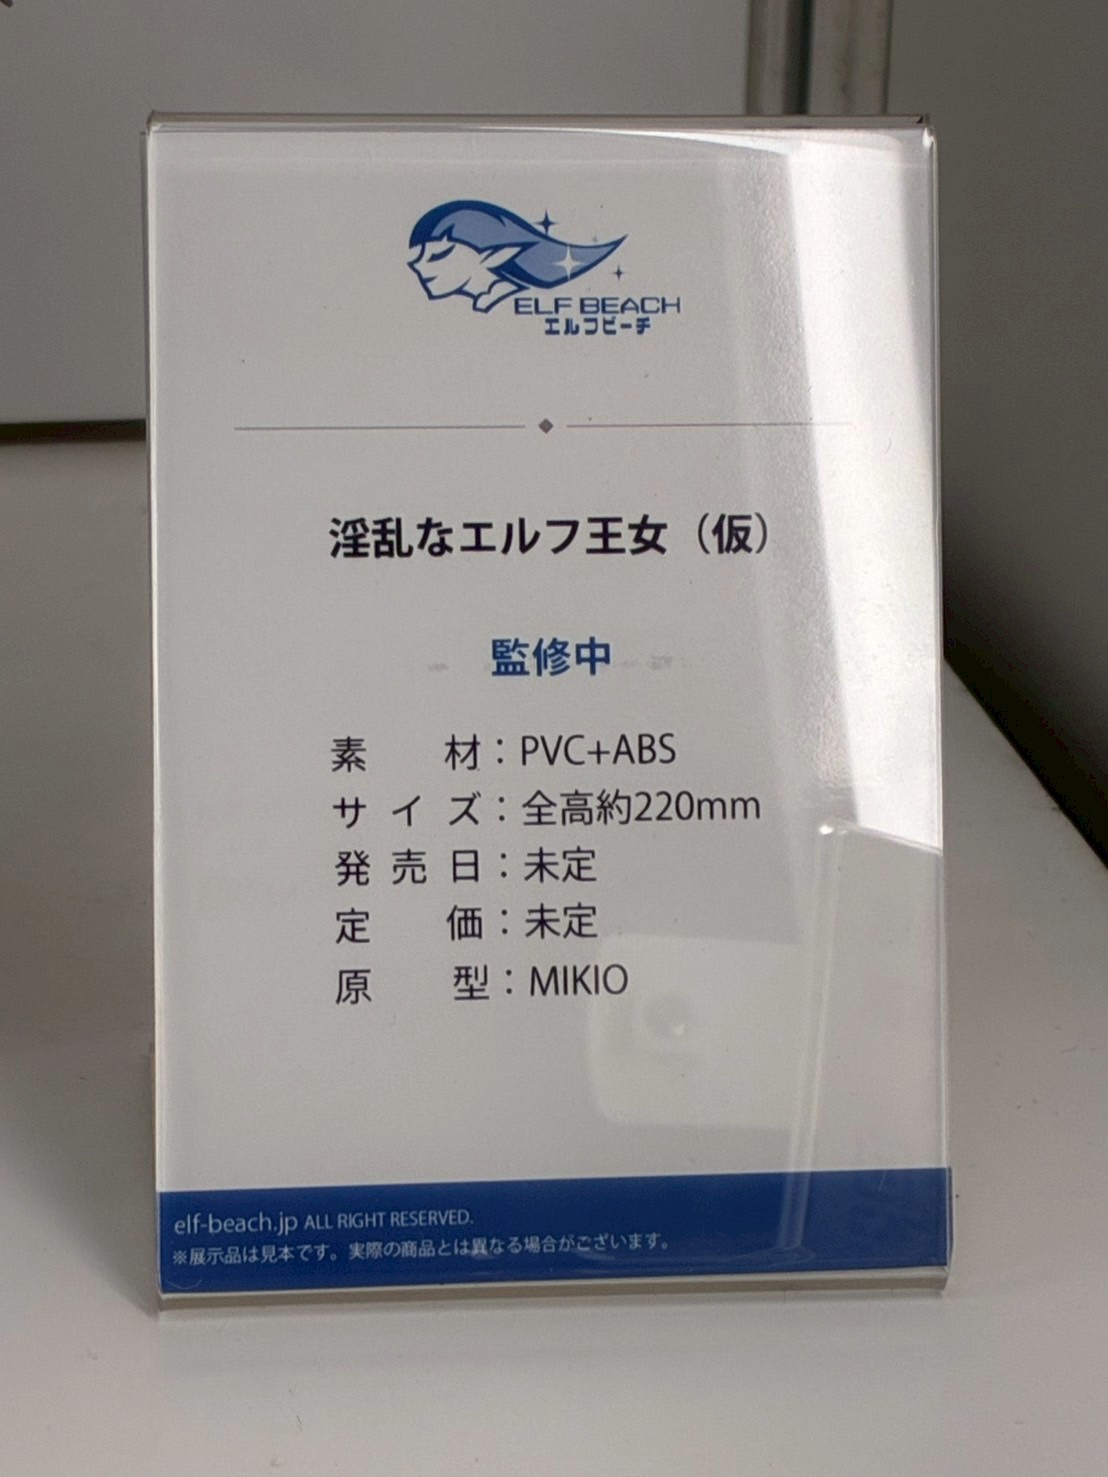 ELF BEACH
エルフビーチ
淫乱なエルフ王女（仮）
監修中
素材：PVC+ABS
サイズ：全高約220mm
発売日：未定
定価：未定
原型：MIKIO
elf-beach.jp ALL RIGHT RESERVED.
※展示品は見本です。実際の商品とは異なる場合がございます。